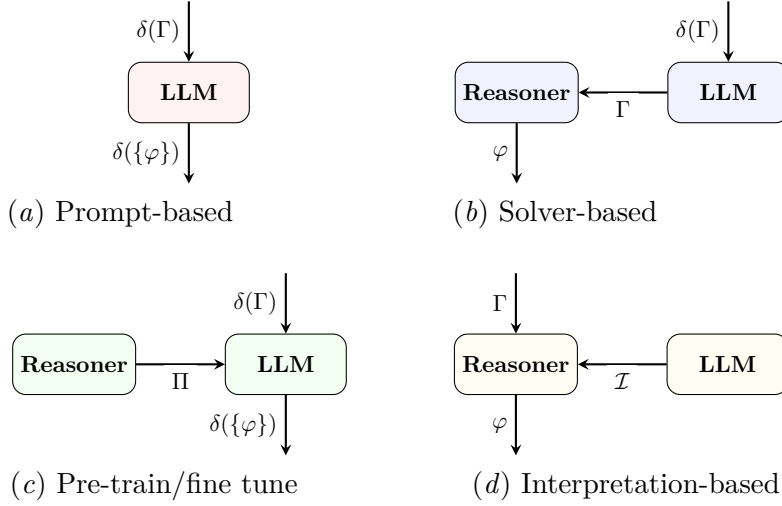 δ(Γ)
LLM
δ({φ})
(a) Prompt-based
δ(Γ)
Reasoner
LLM
Γ
φ
(b) Solver-based
δ(Γ)
Reasoner
LLM
Π
δ({φ})
(c) Pre-train/fine tune
Γ
Reasoner
LLM
ℐ
φ
(d) Interpretation-based